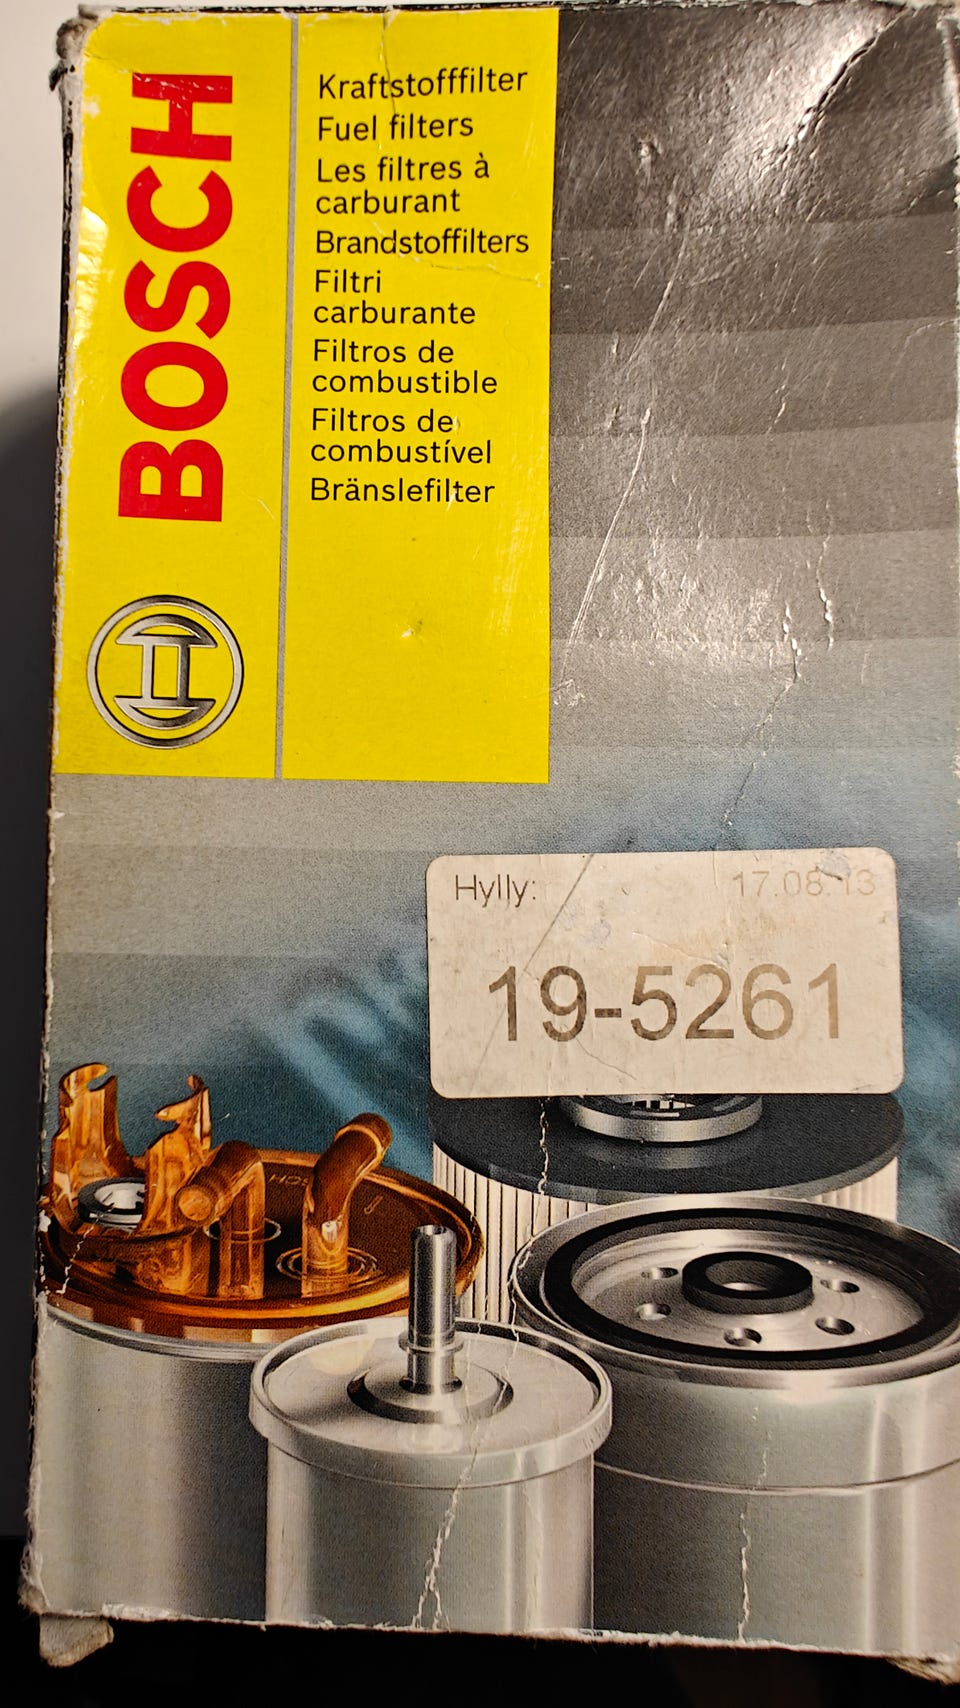 BOSCH
Kraftstofffilter
Fuel filters
Les filtres à
carburant
Brandstoffilters
Filtri
carburante
Filtros de
combustible
Filtros de
combustível
Bränslefilter
Hylly: 17.08.13
19-5261